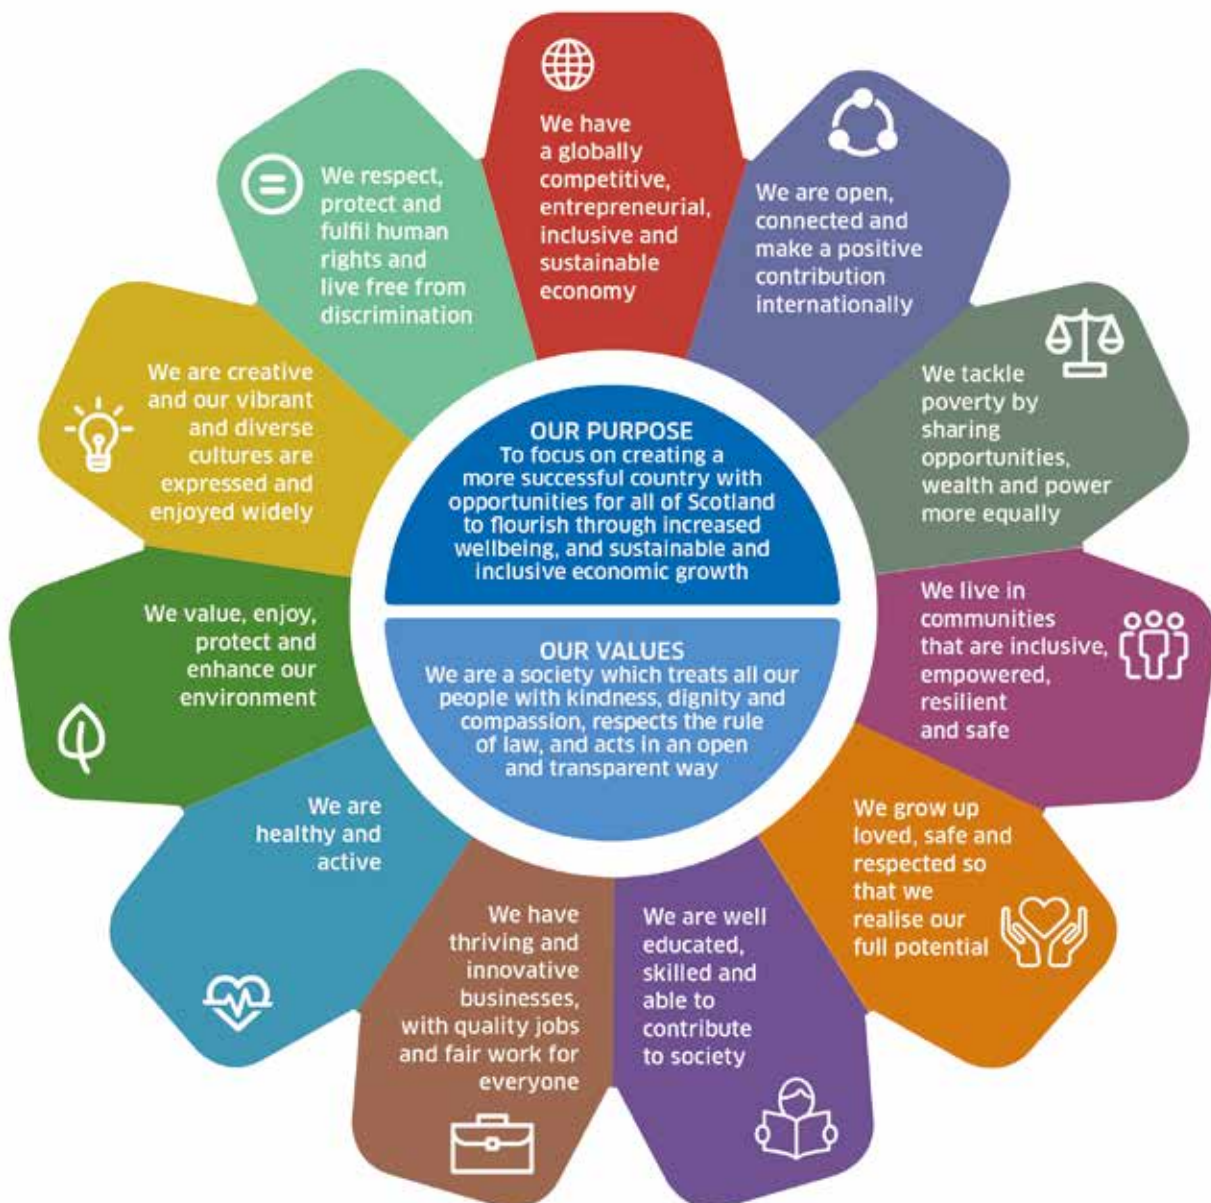 We have
a globally
competitive,
entrepreneurial,
inclusive and
sustainable
economy
We are open,
connected and
make a positive
contribution
internationally
We tackle
poverty by
sharing
opportunities,
wealth and power
more equally
We live in
communities
that are inclusive,
empowered,
resilient
and safe
We grow up
loved, safe and
respected so
that we
realise our
full potential
We are well
educated,
skilled and
able to
contribute
to society
We have
thriving and
innovative
businesses,
with quality jobs
and fair work for
everyone
We are
healthy and
active
We value, enjoy,
protect and
enhance our
environment
We are creative
and our vibrant
and diverse
cultures are
expressed and
enjoyed widely
We respect,
protect and
fulfil human
rights and
live free from
discrimination
OUR PURPOSE
To focus on creating a
more successful country with
opportunities for all of Scotland
to flourish through increased
wellbeing, and sustainable and
inclusive economic growth
OUR VALUES
We are a society which treats all our
people with kindness, dignity and
compassion, respects the rule
of law, and acts in an open
and transparent way